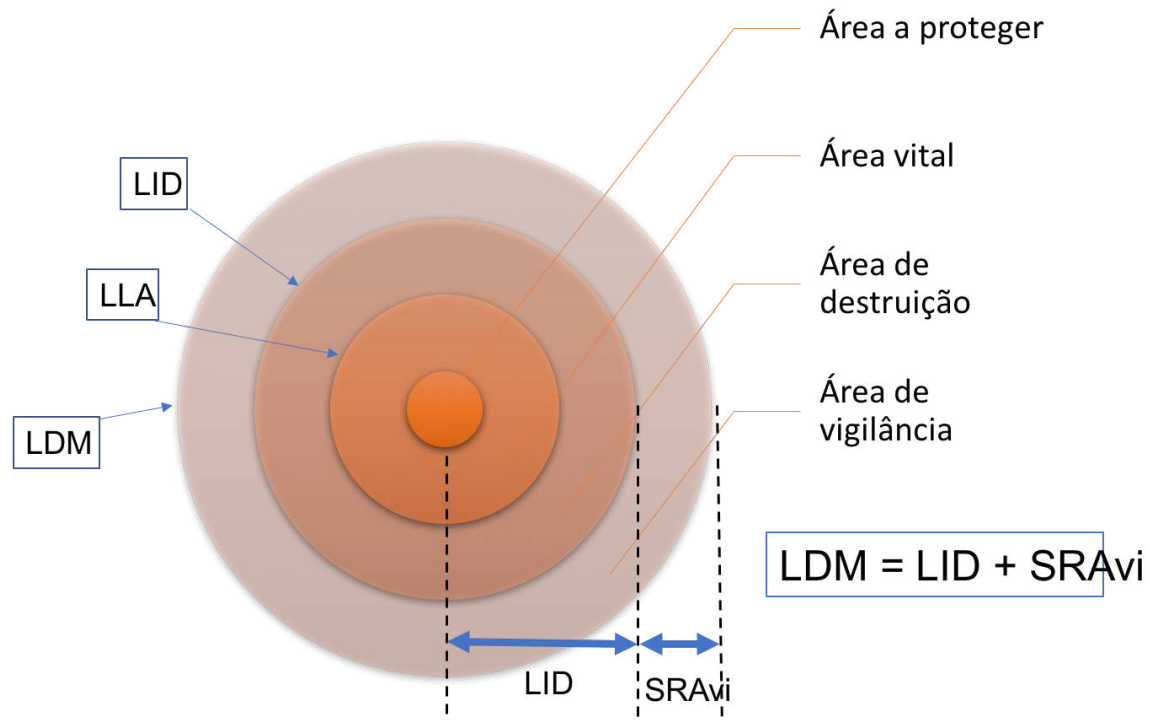 Área a proteger
Área vital
LID
Área de
destruição
LLA
Área de
vigilância
LDM
LDM = LID + SRAvi
LID
SRAvi